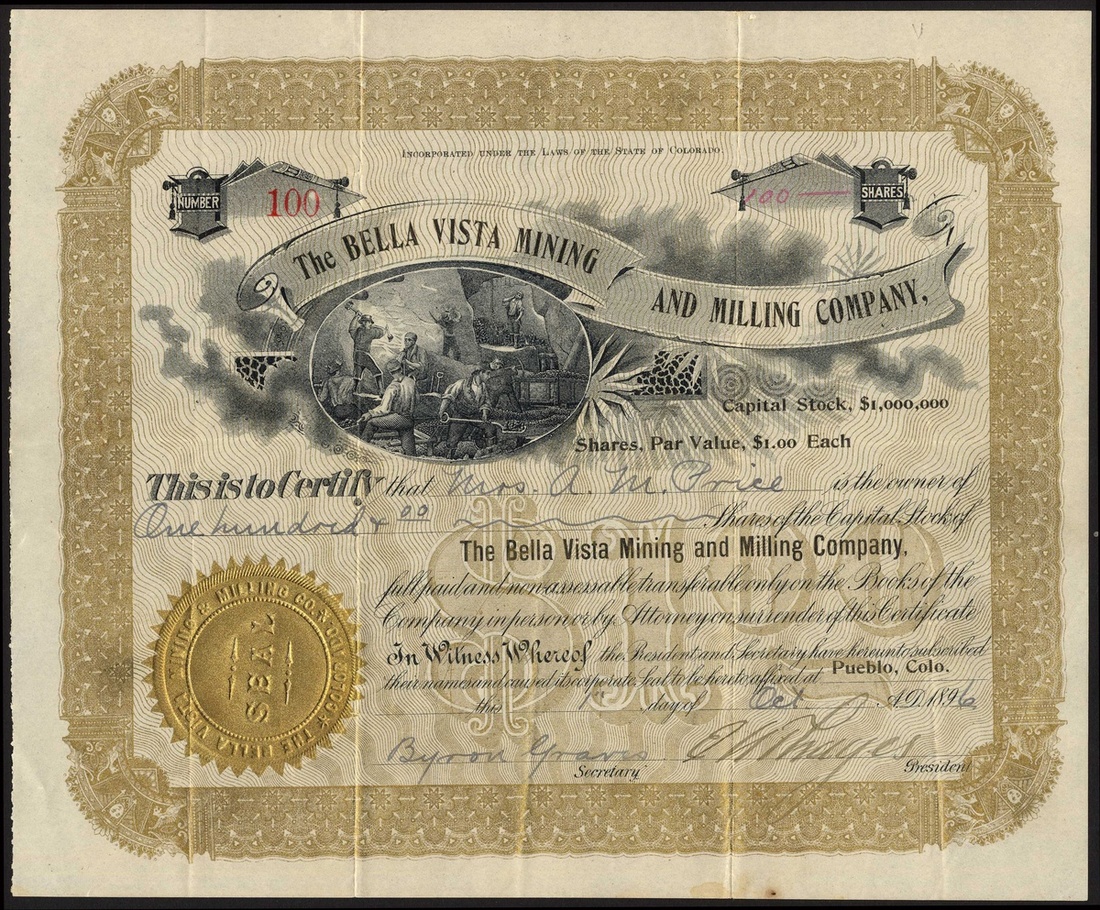 INCORPORATED UNDER THE LAWS OF THE STATE OF COLORADO.
NUMBER 100
100 SHARES
The BELLA VISTA MINING
AND MILLING COMPANY,
Capital Stock, $1,000,000
Shares, Par Value, $1.00 Each
This is to Certify that Mrs. A. M. Price is the owner of
One hundred & 00 Shares of the Capital Stock of
The Bella Vista Mining and Milling Company,
full paid and non assessable transferable only on the Books of the
Company in person or by Attorney on surrender of this Certificate
In Witness Whereof the President and Secretary have hereunto subscribed
their names and caused its corporate Seal to be hereto affixed at Pueblo, Colo.
this day of Oct A.D. 1896
Byron Graves
Secretary
President
THE BELLA VISTA MINING & MILLING CO.
SEAL